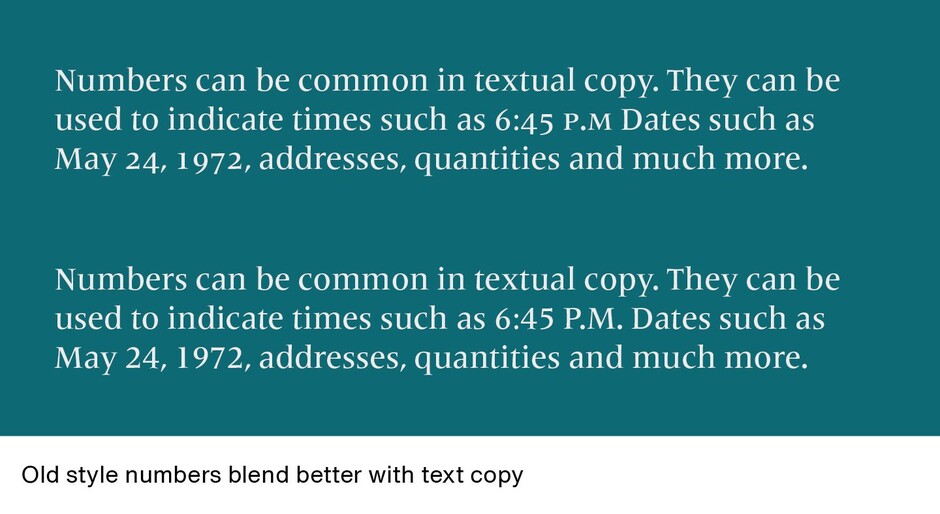 Numbers can be common in textual copy. They can be
used to indicate times such as 6:45 P.M Dates such as
May 24, 1972, addresses, quantities and much more.
Numbers can be common in textual copy. They can be
used to indicate times such as 6:45 P.M. Dates such as
May 24, 1972, addresses, quantities and much more.
Old style numbers blend better with text copy